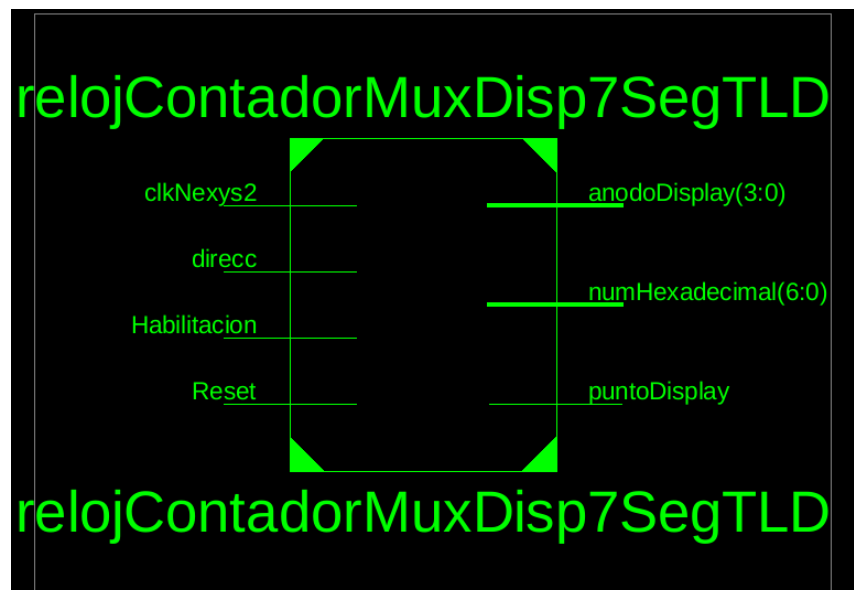 relojContadorMuxDisp7SegTLD
clkNexys2
anodoDisplay(3:0)
direcc
numHexadecimal(6:0)
Habilitacion
Reset
puntoDisplay
relojContadorMuxDisp7SegTLD